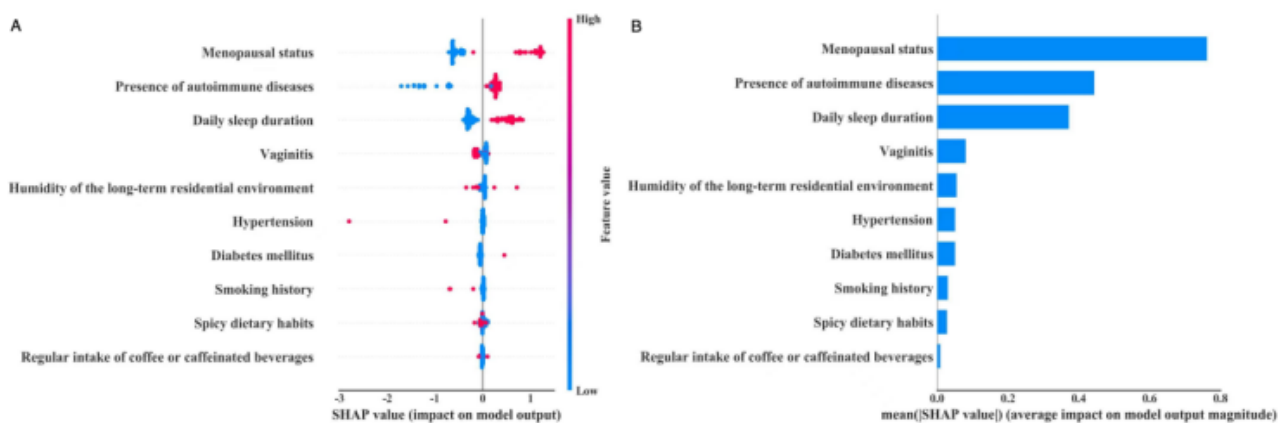 A
High
Menopausal status
Presence of autoimmune diseases
Daily sleep duration
Vaginitis
Humidity of the long-term residential environment
Hypertension
Diabetes mellitus
Smoking history
Spicy dietary habits
Regular intake of coffee or caffeinated beverages
Feature value
Low
-3 -2 -1 0 1
SHAP value (impact on model output)
B
Menopausal status
Presence of autoimmune diseases
Daily sleep duration
Vaginitis
Humidity of the long-term residential environment
Hypertension
Diabetes mellitus
Smoking history
Spicy dietary habits
Regular intake of coffee or caffeinated beverages
0.0 0.2 0.4 0.6 0.8
mean(|SHAP value|) (average impact on model output magnitude)